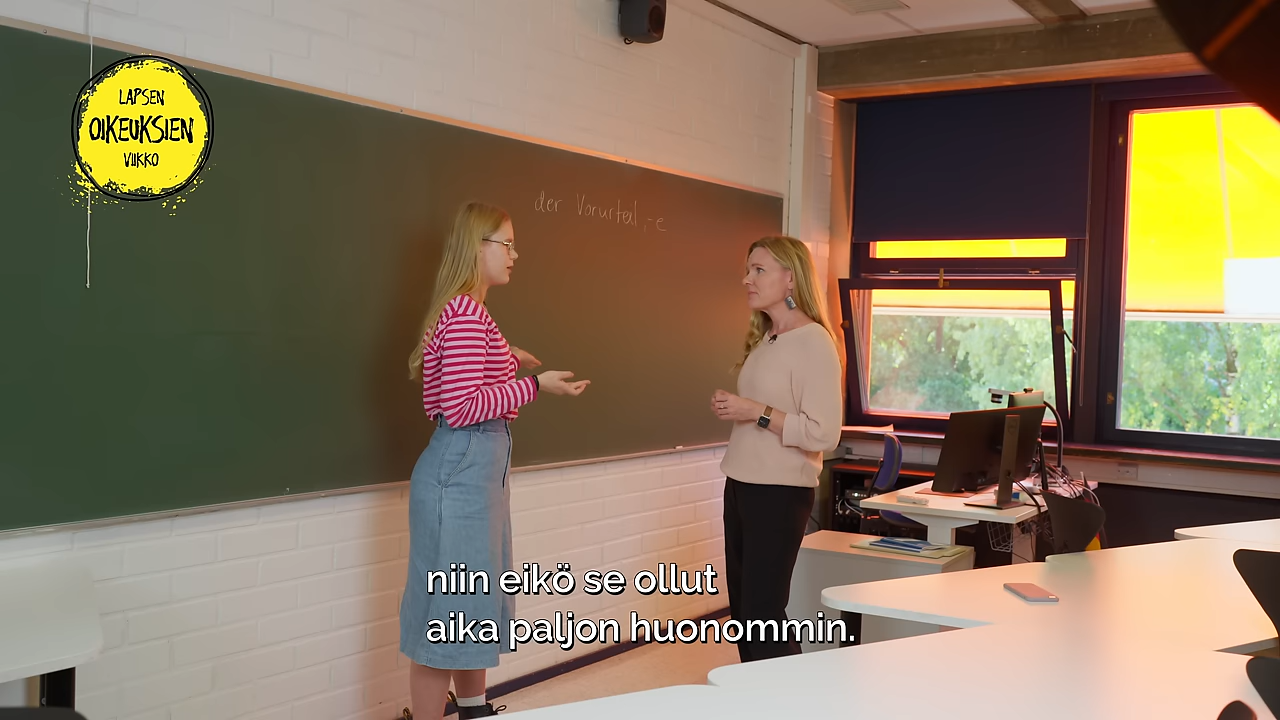 LAPSEN
OIKEUKSIEN
VIIKKO
der Vorurteil, -e
niin eikö se ollut
aika paljon huonommin.